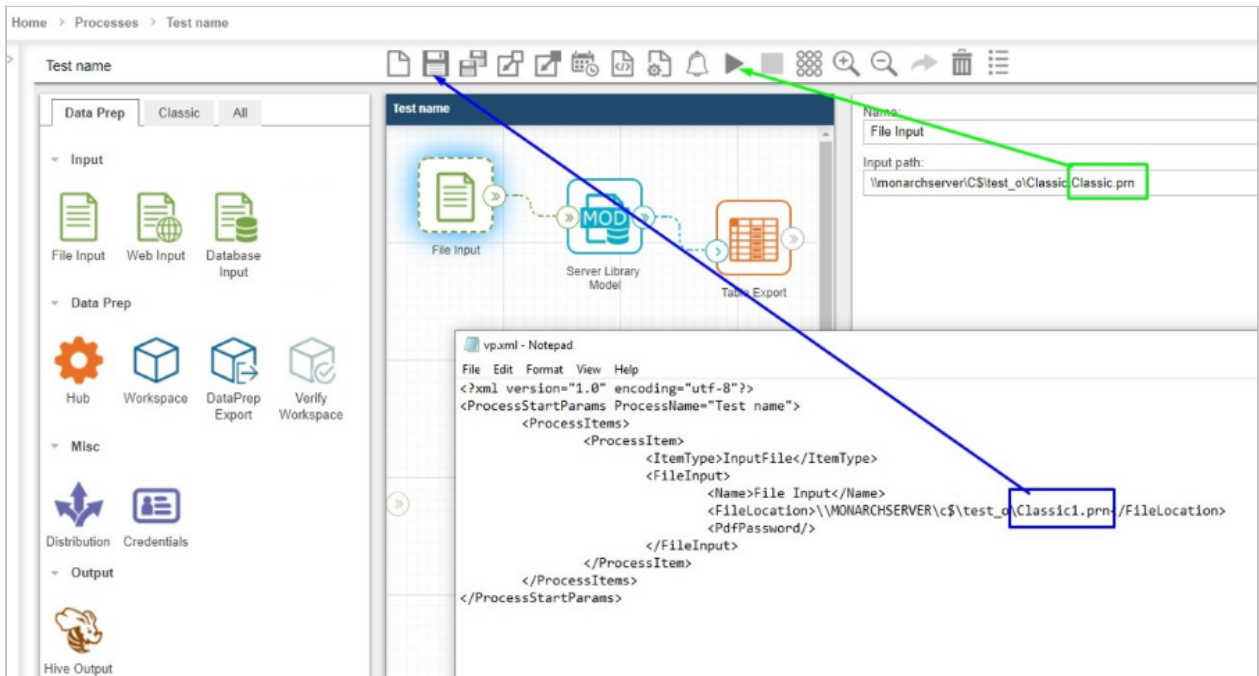 Home > Processes > Test name
Test name
Data Prep Classic All
Input
File Input Web Input Database Input
Data Prep
Hub Workspace DataPrep Export Verify Workspace
Misc
Distribution Credentials
Output
Hive Output
Test name
File Input
MOD
Server Library Model
Table Export
Name:
File Input
Input path:
\\monarchserver\C$\test_o\Classic\Classic.prn
vp.xml - Notepad
File Edit Format View Help
<?xml version="1.0" encoding="utf-8"?>
<ProcessStartParams ProcessName="Test name">
<ProcessItems>
<ProcessItem>
<ItemType>InputFile</ItemType>
<FileInput>
<Name>File Input</Name>
<FileLocation>\\MONARCHSERVER\c$\test_o\Classic1.prn</FileLocation>
<PdfPassword/>
</FileInput>
</ProcessItem>
</ProcessItems>
</ProcessStartParams>